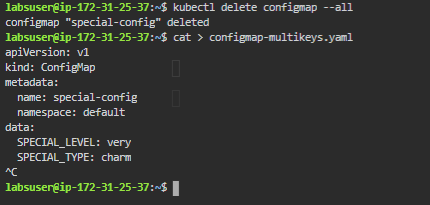 labsuser@ip-172-31-25-37:~$ kubectl delete configmap --all
configmap "special-config" deleted
labsuser@ip-172-31-25-37:~$ cat > configmap-multikeys.yaml
apiVersion: v1
kind: ConfigMap
metadata:
  name: special-config
  namespace: default
data:
  SPECIAL_LEVEL: very
  SPECIAL_TYPE: charm
^C
labsuser@ip-172-31-25-37:~$